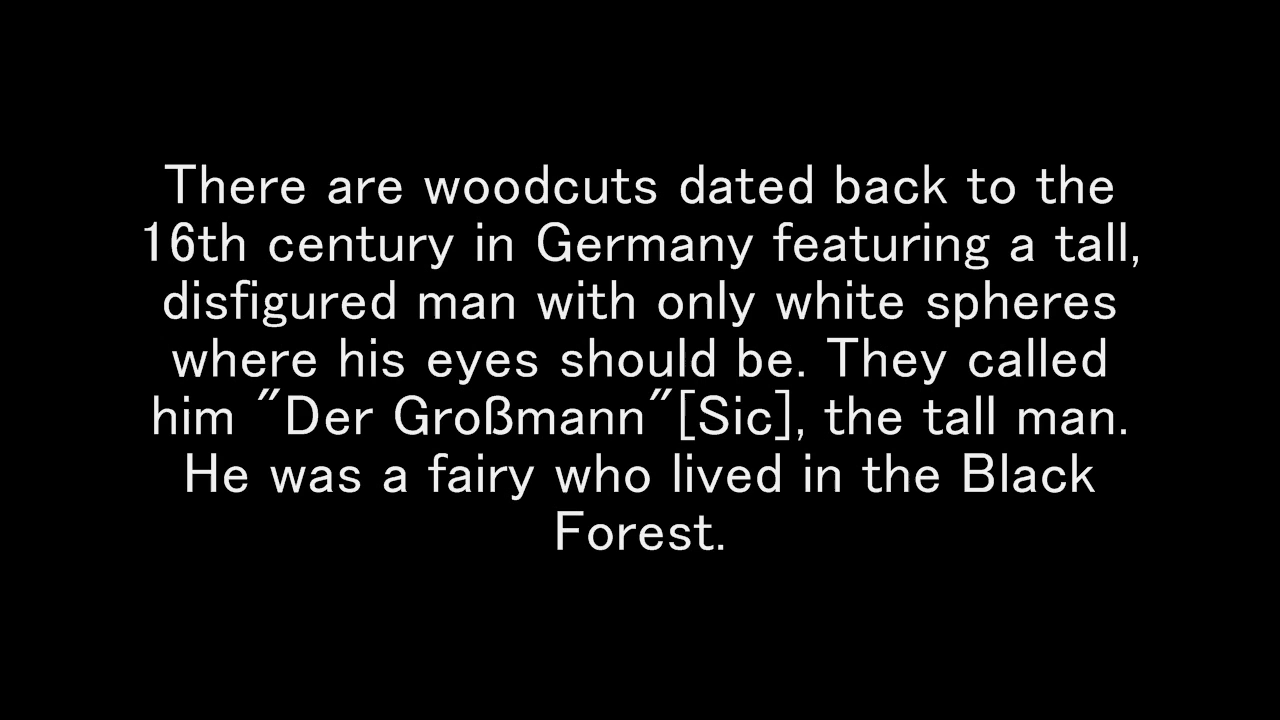 There are woodcuts dated back to the
16th century in Germany featuring a tall,
disfigured man with only white spheres
where his eyes should be. They called
him "Der Großmann"[Sic], the tall man.
He was a fairy who lived in the Black
Forest.